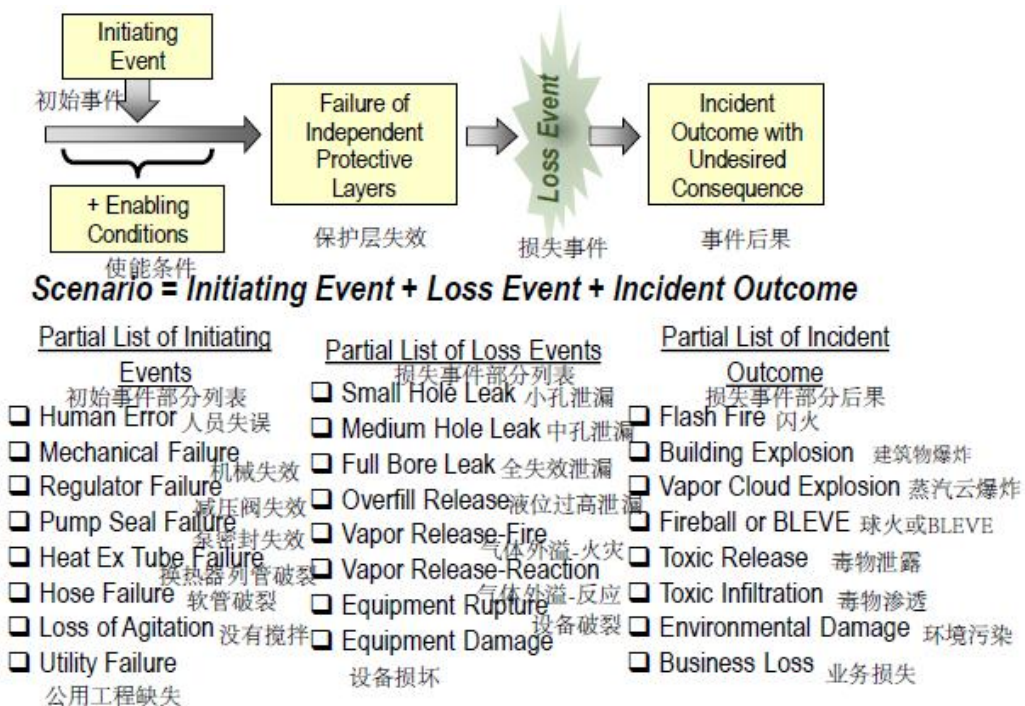 Initiating
Event
初始事件
+ Enabling
Conditions
使能条件
Failure of
Independent
Protective
Layers
保护层失效
Loss Event
损失事件
Incident
Outcome with
Undesired
Consequence
事件后果
Scenario = Initiating Event + Loss Event + Incident Outcome
Partial List of Initiating
Events
初始事件部分列表
Human Error 人员失误
Mechanical Failure
机械失效
Regulator Failure
减压阀失效
Pump Seal Failure
泵密封失效
Heat Ex Tube Failure
换热器列管破裂
Hose Failure 软管破裂
Loss of Agitation 没有搅拌
Utility Failure
公用工程缺失
Partial List of Loss Events
损失事件部分列表
Small Hole Leak 小孔泄漏
Medium Hole Leak 中孔泄漏
Full Bore Leak 全失效泄漏
Overfill Release 液位过高泄漏
Vapor Release-Fire
气体外溢-火灾
Vapor Release-Reaction
气体外溢-反应
Equipment Rupture
设备破裂
Equipment Damage
设备损坏
Partial List of Incident
Outcome
损失事件部分后果
Flash Fire 闪火
Building Explosion 建筑物爆炸
Vapor Cloud Explosion 蒸汽云爆炸
Fireball or BLEVE 球火或BLEVE
Toxic Release 毒物泄露
Toxic Infiltration 毒物渗透
Environmental Damage 环境污染
Business Loss 业务损失